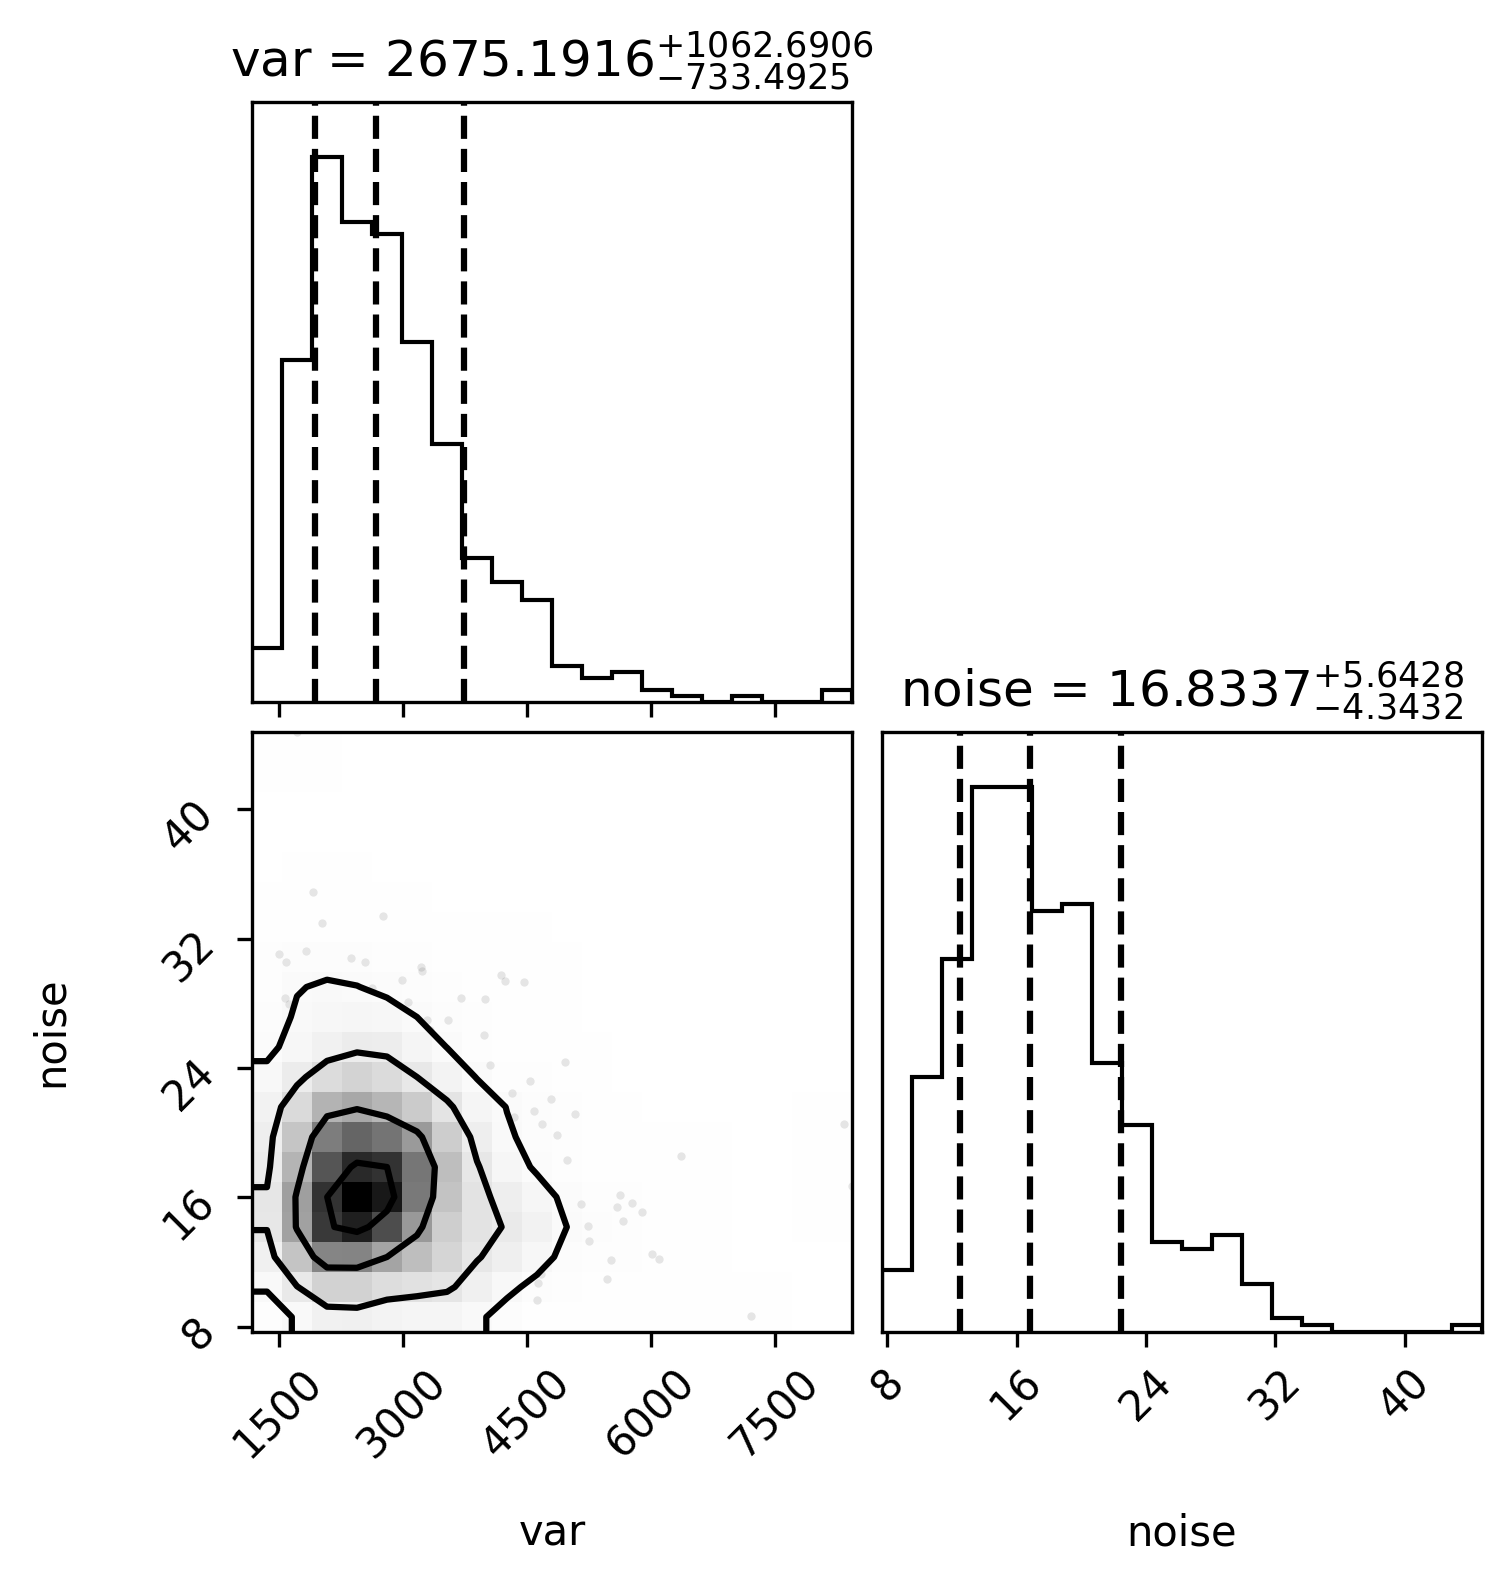 var = 2675.1916+1062.6906 −733.4925
noise = 16.8337+5.6428 −4.3432
40
32
24
16
8
noise
1500 3000 4500 6000 7500
8 16 24 32 40
var
noise